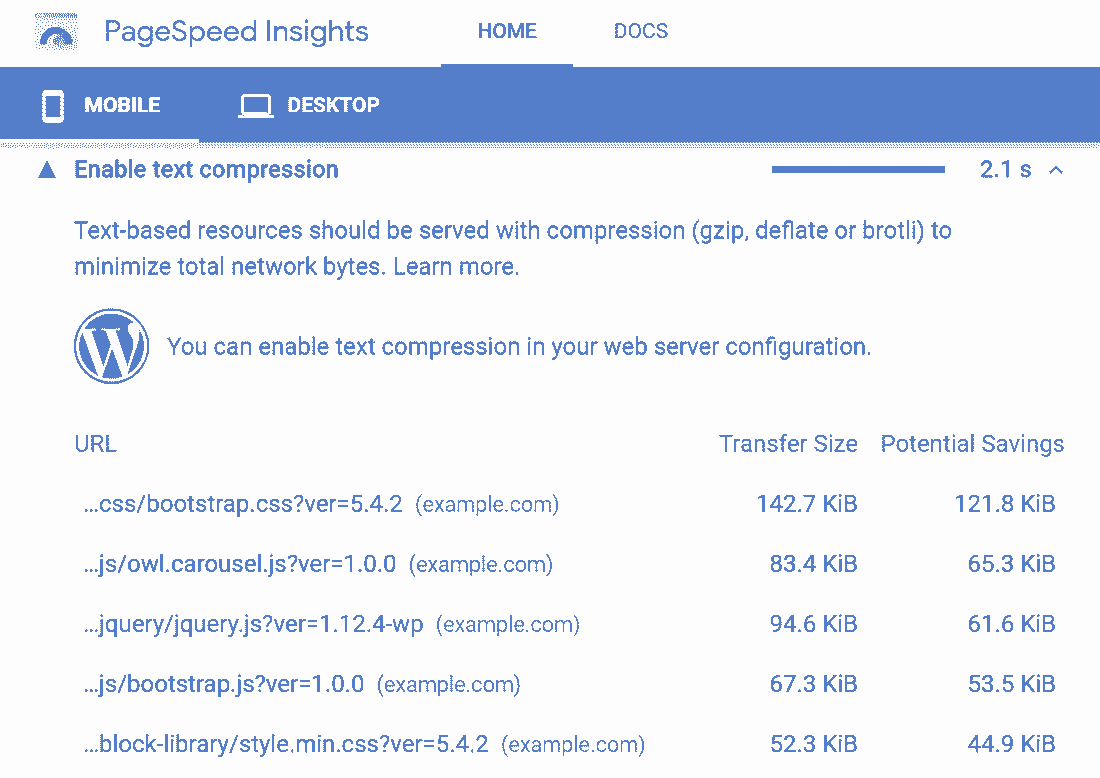 PageSpeed Insights HOME DOCS
MOBILE DESKTOP
Enable text compression 2.1 s
Text-based resources should be served with compression (gzip, deflate or brotli) to
minimize total network bytes. Learn more.
You can enable text compression in your web server configuration.
URL Transfer Size Potential Savings
…css/bootstrap.css?ver=5.4.2 (example.com) 142.7 KiB 121.8 KiB
…js/owl.carousel.js?ver=1.0.0 (example.com) 83.4 KiB 65.3 KiB
…jquery/jquery.js?ver=1.12.4-wp (example.com) 94.6 KiB 61.6 KiB
…js/bootstrap.js?ver=1.0.0 (example.com) 67.3 KiB 53.5 KiB
…block-library/style.min.css?ver=5.4.2 (example.com) 52.3 KiB 44.9 KiB